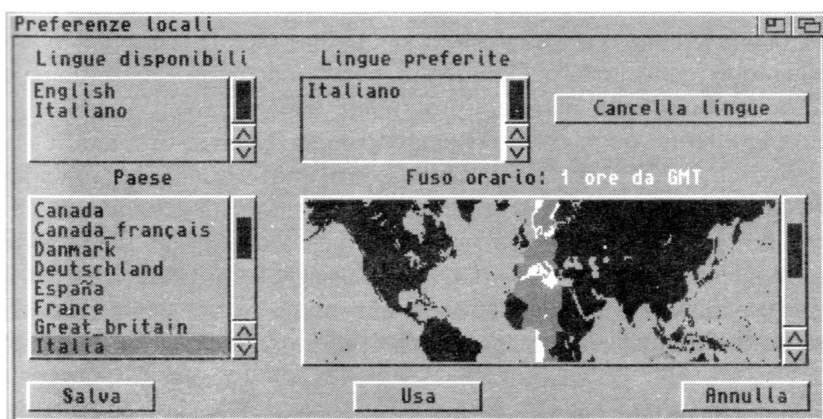 Preferenze locali
Lingue disponibili
English
Italiano
Lingue preferite
Italiano
Cancella lingue
Paese
Canada
Canada_français
Danmark
Deutschland
España
France
Great_britain
Italia
Fuso orario: 1 ore da GMT
Salva
Usa
Annulla